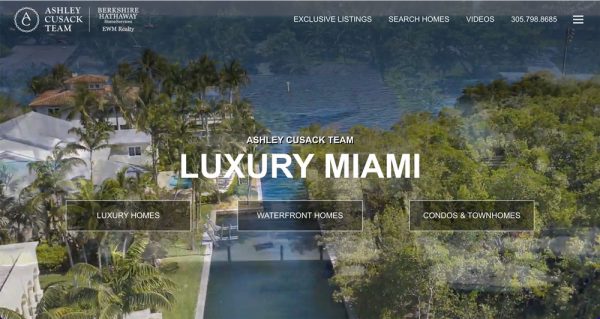 ASHLEY
CUSACK
TEAM
BERKSHIRE
HATHAWAY
HomeServices
EWM Realty
EXCLUSIVE LISTINGS
SEARCH HOMES
VIDEOS
305.798.8685
ASHLEY CUSACK TEAM
LUXURY MIAMI
LUXURY HOMES
WATERFRONT HOMES
CONDOS & TOWNHOMES